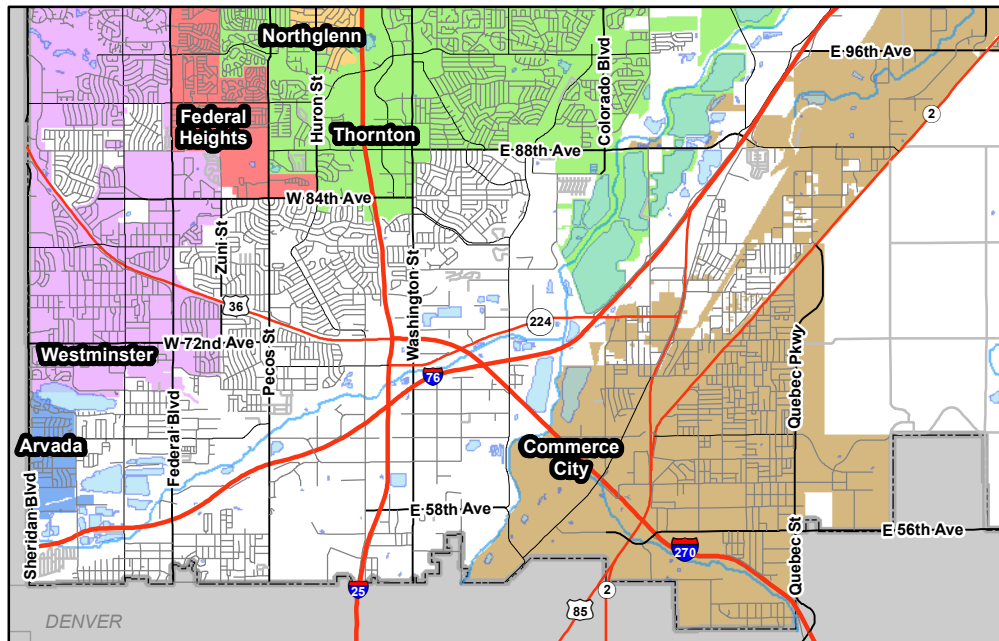 Northglenn
Huron St
Colorado Blvd
E 96th Ave
2
Federal
Heights
Thornton
E 88th Ave
W 84th Ave
Zuni St
Washington St
36
224
W 72nd Ave
Westminster
Pecos St
76
Quebec Pkwy
Federal Blvd
Arvada
Commerce
City
Sheridan Blvd
E 58th Ave
E 56th Ave
Quebec St
270
25
2
85
DENVER